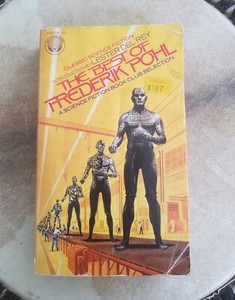 CLASSIC SCIENCE FICTION
INTRODUCTION BY LESTER DEL REY
THE BEST OF
FREDERIK POHL
A SCIENCE FICTION BOOK CLUB SELECTION